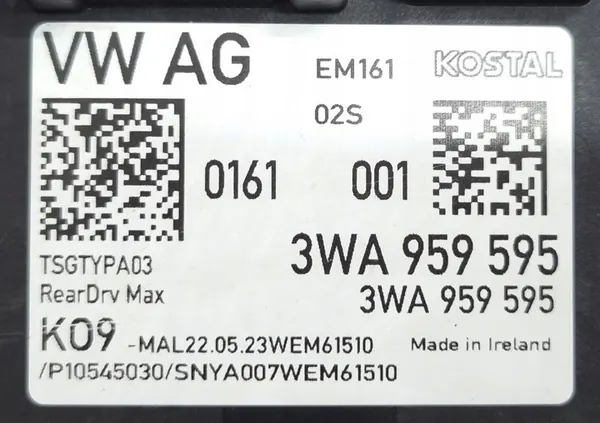 VW AG EM161 KOSTAL
02S
0161 001
3WA 959 595
TSGTYPA03
RearDrv Max 3WA 959 595
K09 -MAL22.05.23WEM61510 Made in Ireland
/P10545030/SNYA007WEM61510